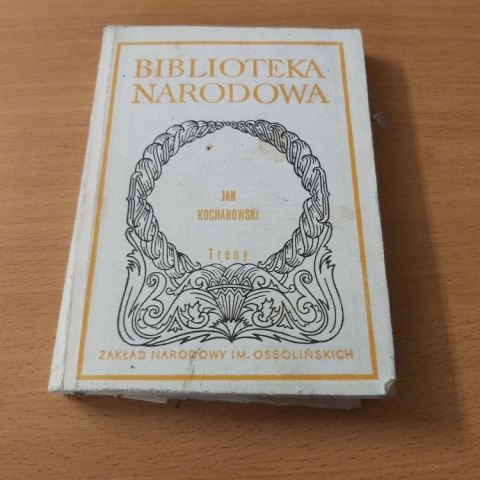 BIBLIOTEKA
NARODOWA
JAN
KOCHANOWSKI
Treny
ZAKŁAD NARODOWY IM. OSSOLIŃSKICH